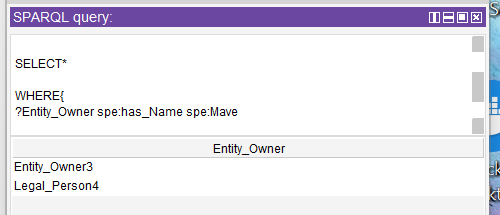 SPARQL query:
SELECT*
WHERE{
?Entity_Owner spe:has_Name spe:Mave
Entity_Owner
Entity_Owner3
Legal_Person4